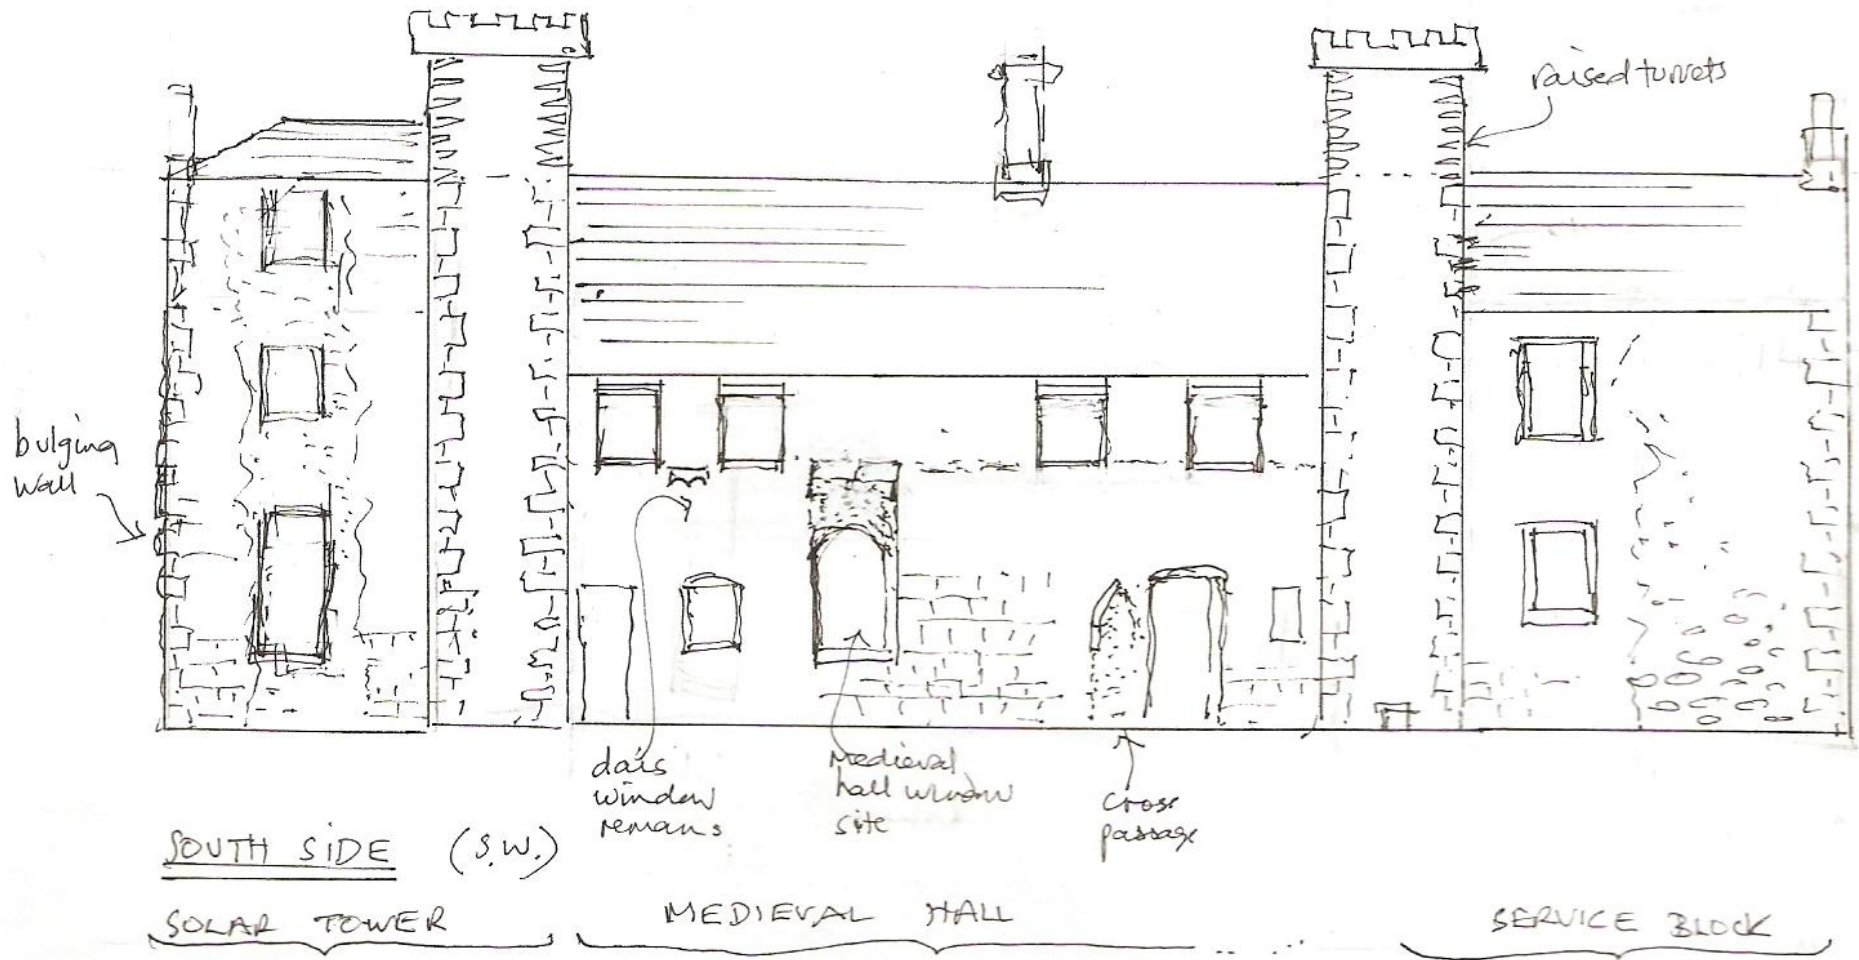 raised turrets
bulging
wall
dais
window
remains
Medieval
hall window
site
cross
passage
SOUTH SIDE (S.W.)
SOLAR TOWER
MEDIEVAL HALL
SERVICE BLOCK